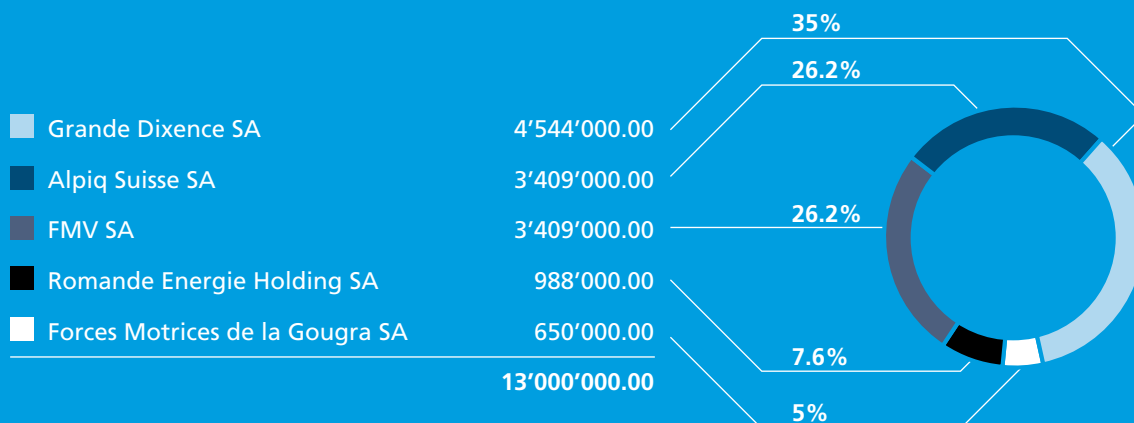 35%
26.2%
Grande Dixence SA 4’544’000.00
Alpiq Suisse SA 3’409’000.00
FMV SA 3’409’000.00 26.2%
Romande Energie Holding SA 988’000.00
Forces Motrices de la Gougra SA 650’000.00
7.6%
13’000’000.00
5%